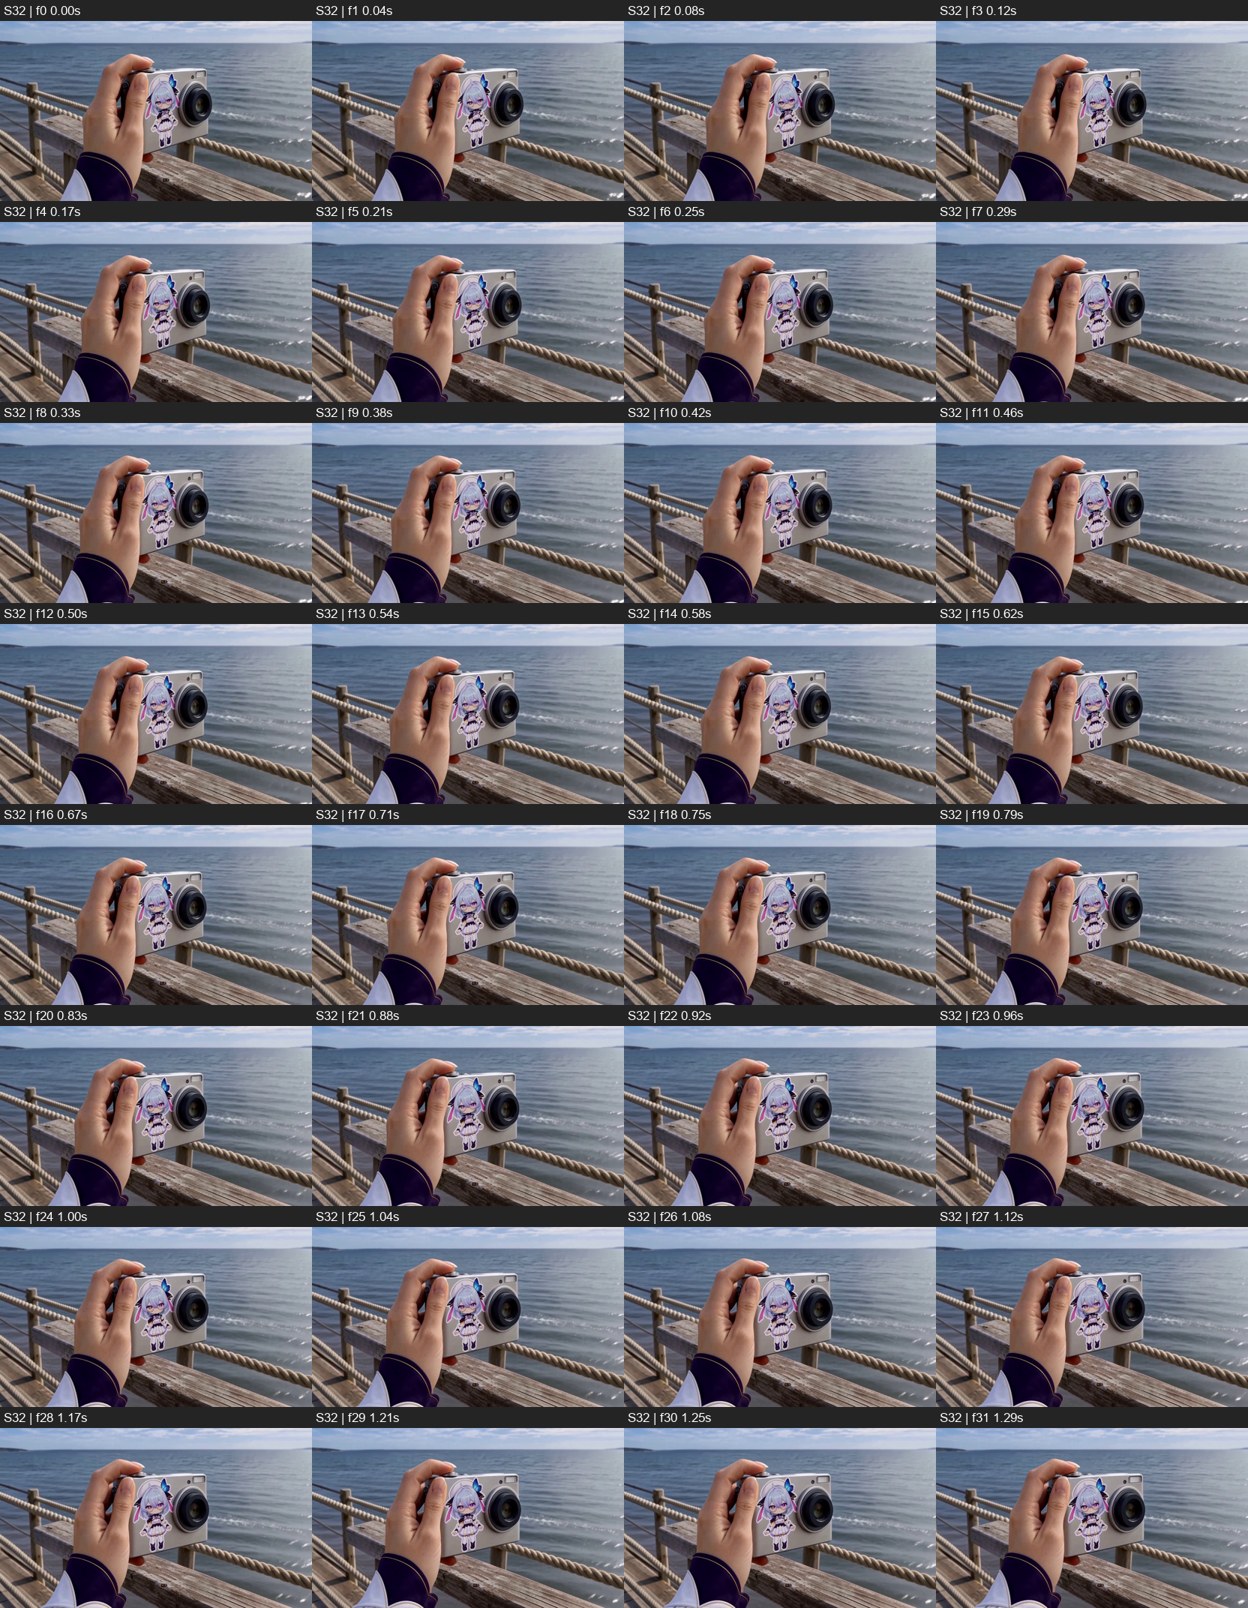 S32 | f0 0.00s
S32 | f1 0.04s
S32 | f2 0.08s
S32 | f3 0.12s
S32 | f4 0.17s
S32 | f5 0.21s
S32 | f6 0.25s
S32 | f7 0.29s
S32 | f8 0.33s
S32 | f9 0.38s
S32 | f10 0.42s
S32 | f11 0.46s
S32 | f12 0.50s
S32 | f13 0.54s
S32 | f14 0.58s
S32 | f15 0.62s
S32 | f16 0.67s
S32 | f17 0.71s
S32 | f18 0.75s
S32 | f19 0.79s
S32 | f20 0.83s
S32 | f21 0.88s
S32 | f22 0.92s
S32 | f23 0.96s
S32 | f24 1.00s
S32 | f25 1.04s
S32 | f26 1.08s
S32 | f27 1.12s
S32 | f28 1.17s
S32 | f29 1.21s
S32 | f30 1.25s
S32 | f31 1.29s